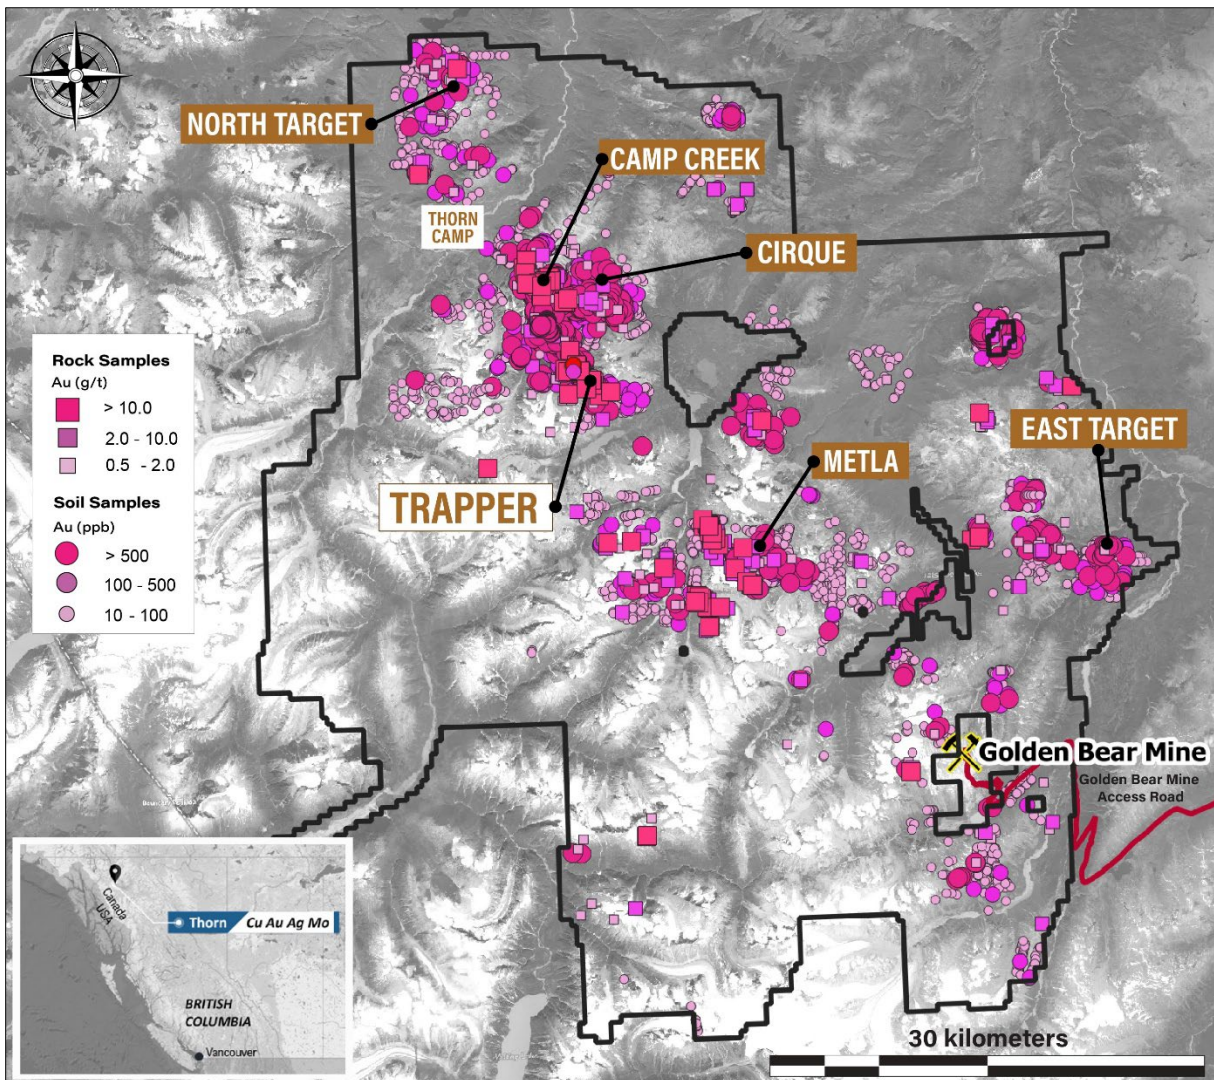 NORTH TARGET
CAMP CREEK
THORN
CAMP
CIRQUE
Rock Samples
Au (g/t)
> 10.0
2.0 - 10.0
0.5 - 2.0
Soil Samples
Au (ppb)
> 500
100 - 500
10 - 100
EAST TARGET
METLA
TRAPPER
Golden Bear Mine
Golden Bear Mine
Access Road
Canada
USA
Thorn
Cu Au Ag Mo
BRITISH
COLUMBIA
Vancouver
30 kilometers